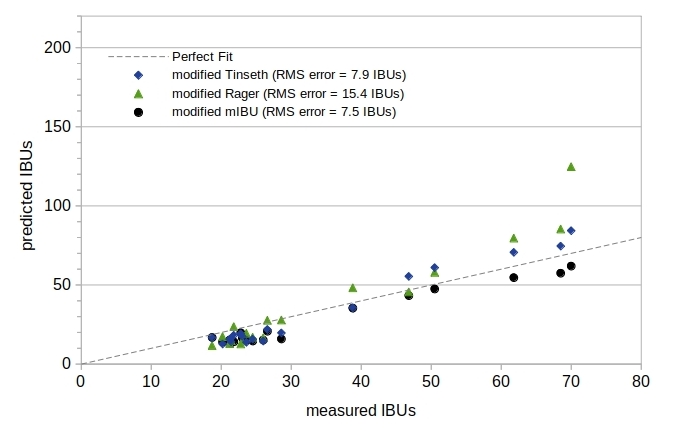 200
150
100
50
0
predicted IBUs
Perfect Fit
modified Tinseth (RMS error = 7.9 IBUs)
modified Rager (RMS error = 15.4 IBUs)
modified mIBU (RMS error = 7.5 IBUs)
0 10 20 30 40 50 60 70 80
measured IBUs